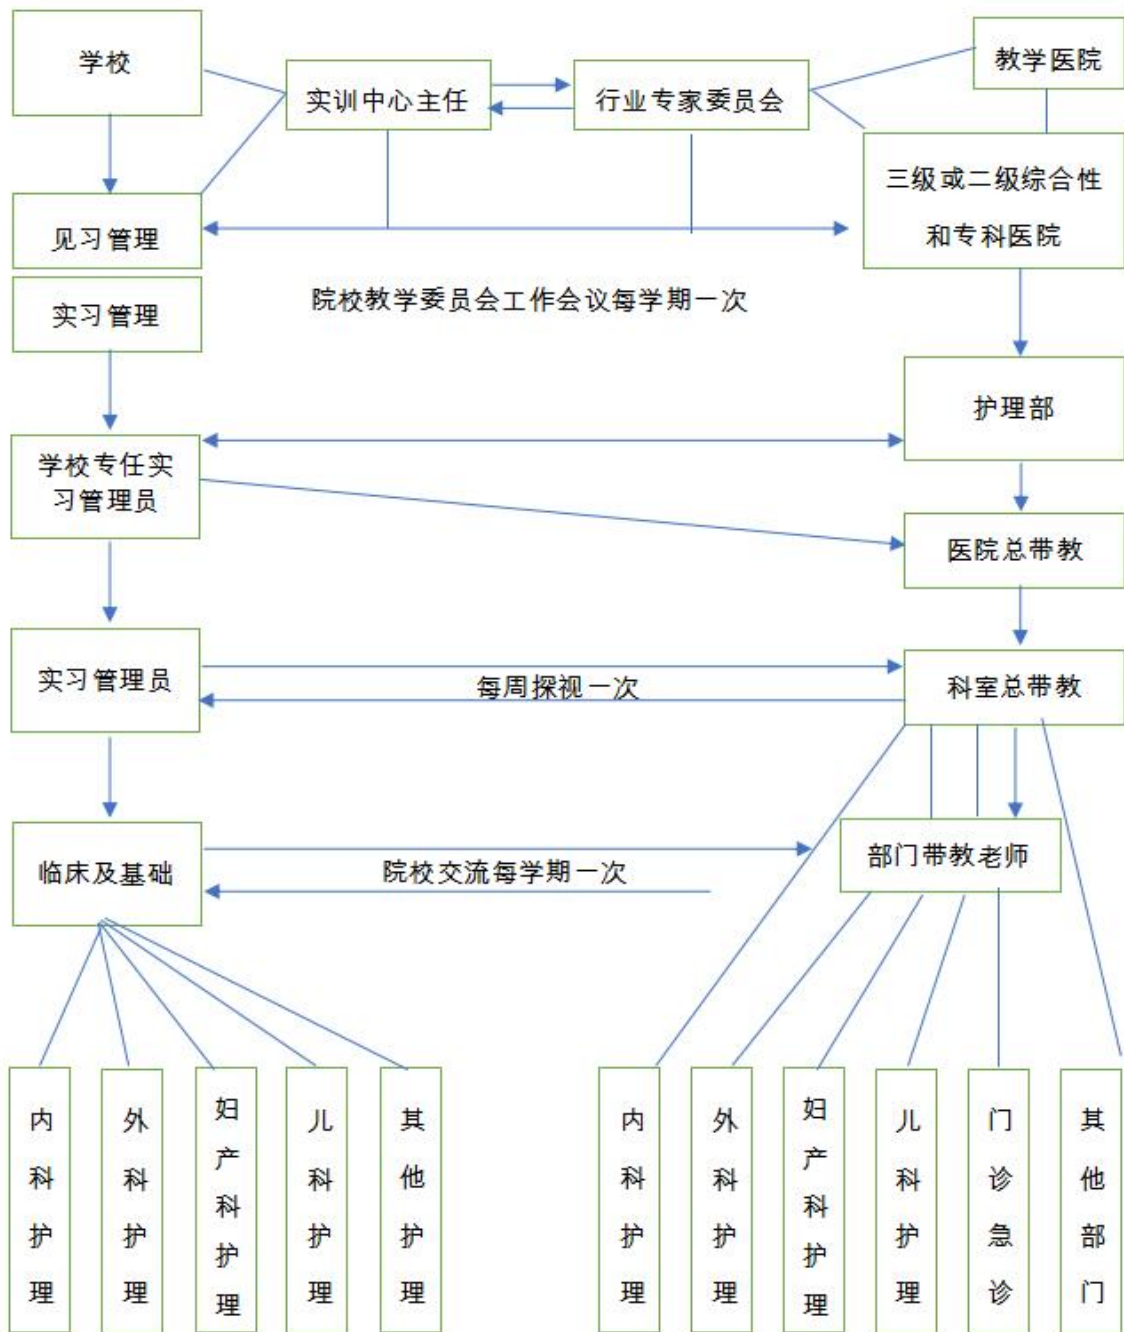 学校
实训中心主任
行业专家委员会
教学医院
三级或二级综合性
和专科医院
见习管理
实习管理
院校教学委员会工作会议每学期一次
护理部
学校专任实
习管理员
医院总带教
实习管理员
每周探视一次
科室总带教
临床及基础
院校交流每学期一次
部门带教老师
内科护理
外科护理
妇产科护理
儿科护理
其他护理
内科护理
外科护理
妇产科护理
儿科护理
门诊急诊
其他部门